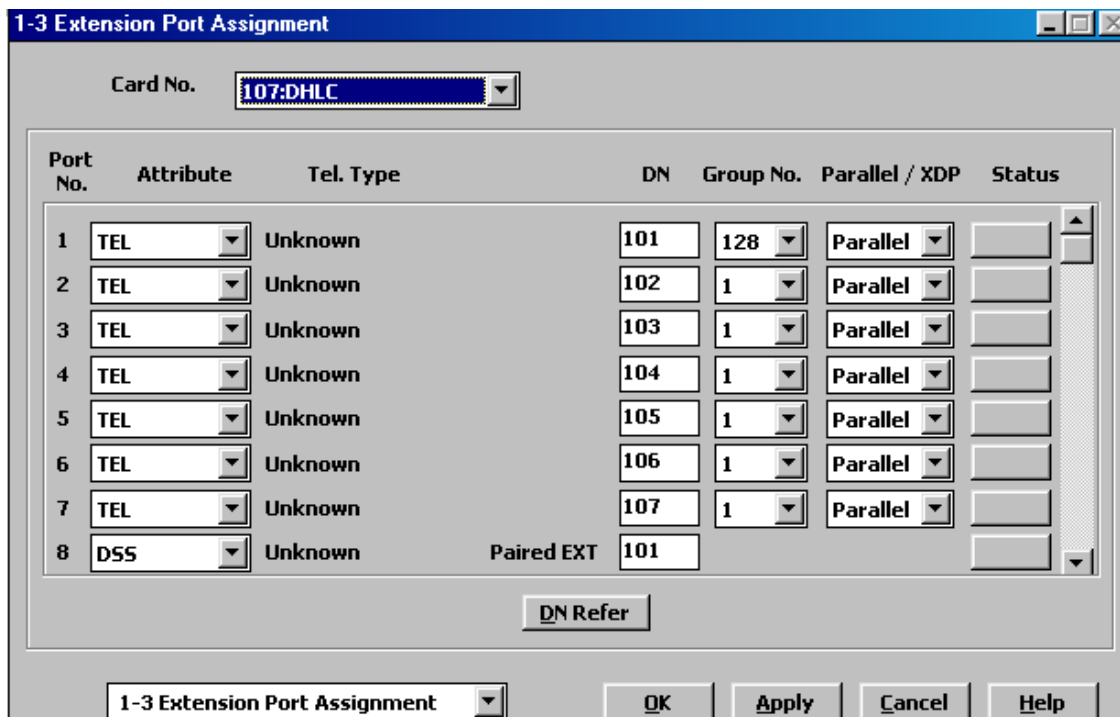 1-3 Extension Port Assignment
Card No. 107:DHLC
Port No. Attribute Tel. Type DN Group No. Parallel / XDP Status
1 TEL Unknown 101 128 Parallel
2 TEL Unknown 102 1 Parallel
3 TEL Unknown 103 1 Parallel
4 TEL Unknown 104 1 Parallel
5 TEL Unknown 105 1 Parallel
6 TEL Unknown 106 1 Parallel
7 TEL Unknown 107 1 Parallel
8 DSS Unknown Paired EXT 101
DN Refer
1-3 Extension Port Assignment OK Apply Cancel Help